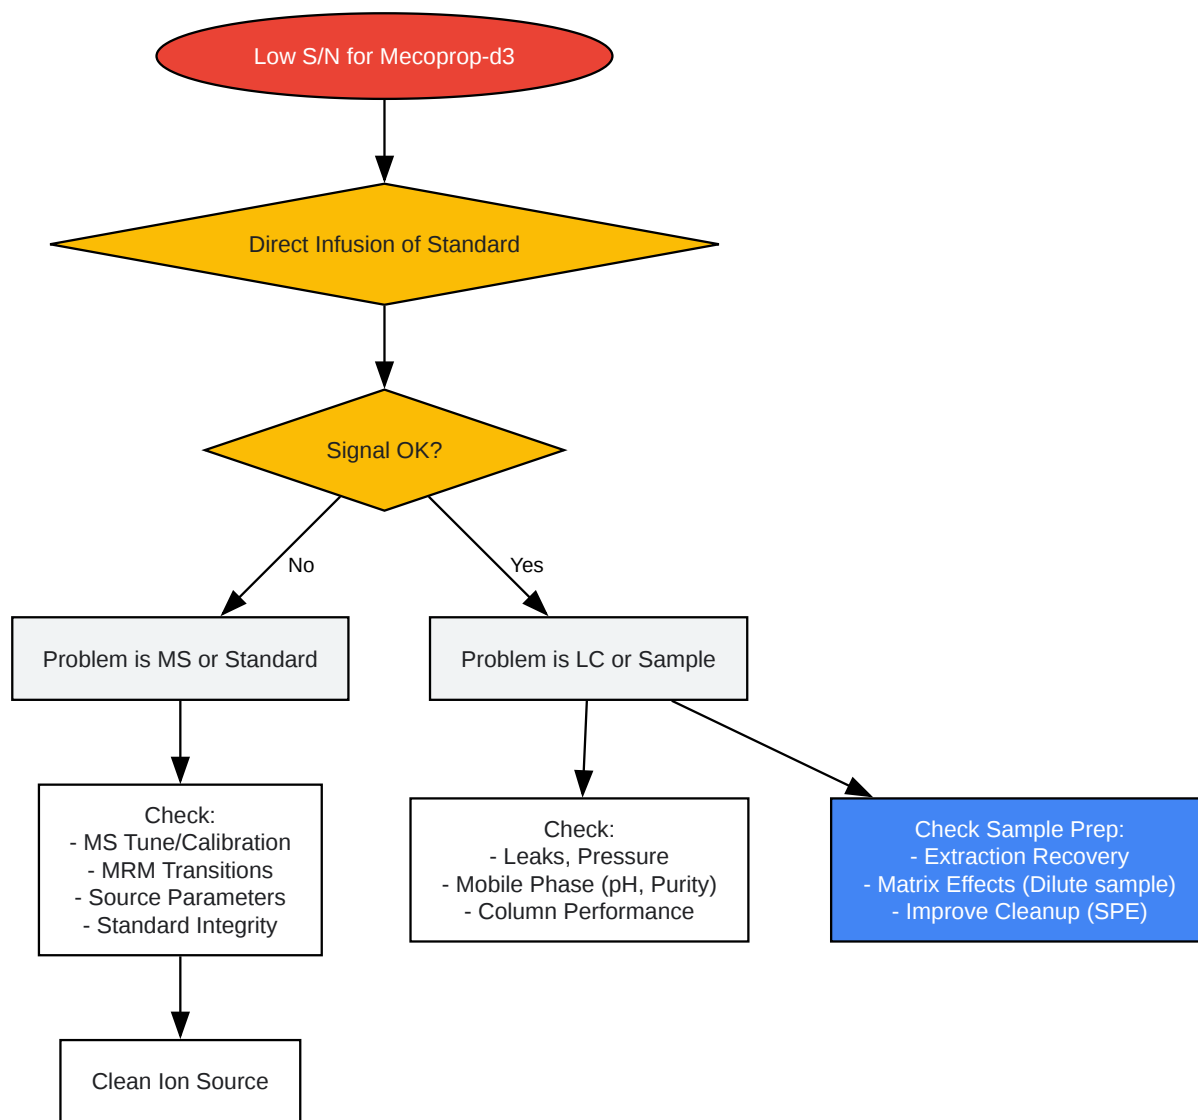 Low S/N for Mecoprop-d3
Direct Infusion of Standard
Signal OK?
No
Yes
Problem is MS or Standard
Problem is LC or Sample
Check:
- MS Tune/Calibration
- MRM Transitions
- Source Parameters
- Standard Integrity
Check:
- Leaks, Pressure
- Mobile Phase (pH, Purity)
- Column Performance
Check Sample Prep:
- Extraction Recovery
- Matrix Effects (Dilute sample)
- Improve Cleanup (SPE)
Clean Ion Source